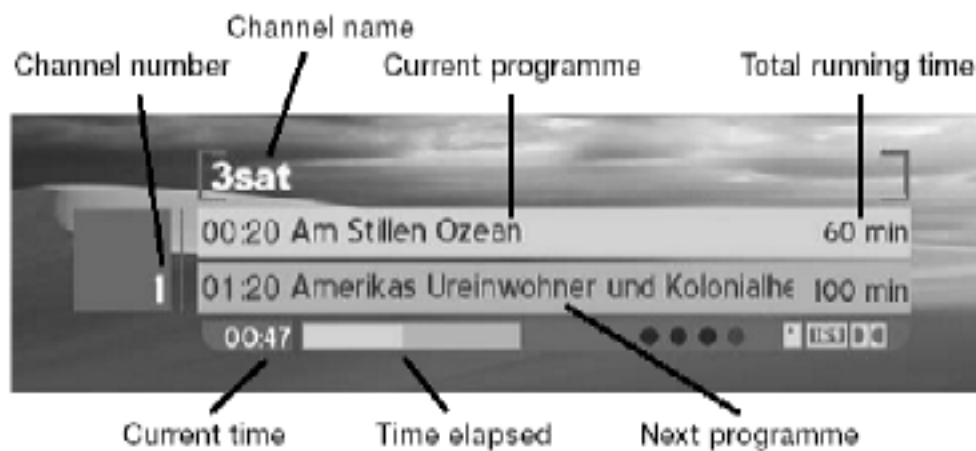 Channel name
Channel number
Current programme
Total running time
3sat
00:20 Am Stillen Ozean
60 min
1
01:20 Amerikas Ureinwohner und Kolonialhe
100 min
00:47
Current time
Time elapsed
Next programme